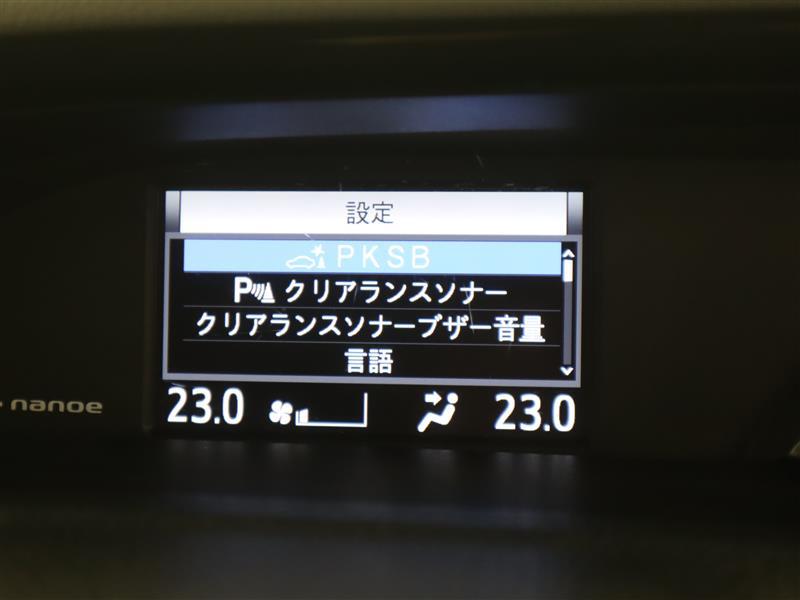 設定
PKSB
P クリアランスソナー
クリアランスソナーブザー音量
言語
nanoe
23.0 23.0